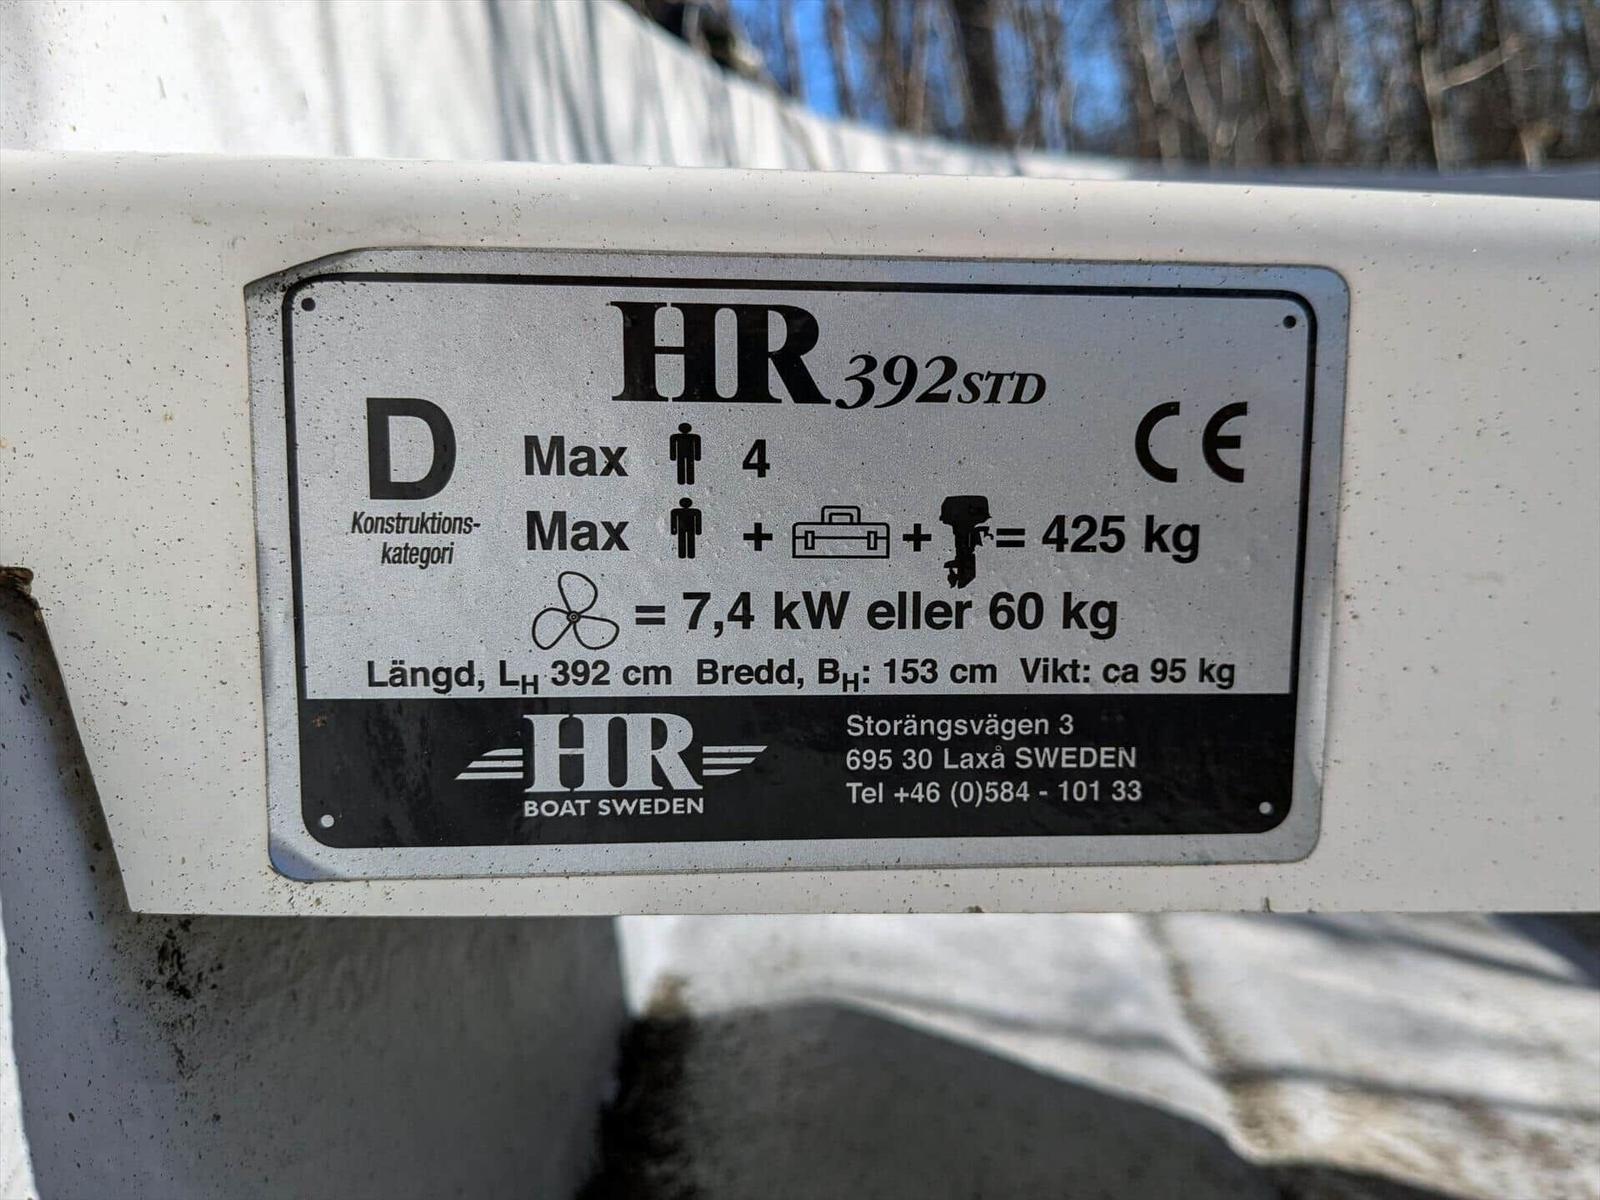 HR 392STD
D
Konstruktions-
kategori
Max 4
CE
Max + + = 425 kg
= 7,4 kW eller 60 kg
Längd, LH 392 cm Bredd, BH: 153 cm Vikt: ca 95 kg
HR
BOAT SWEDEN
Storängsvägen 3
695 30 Laxå SWEDEN
Tel +46 (0)584 - 101 33